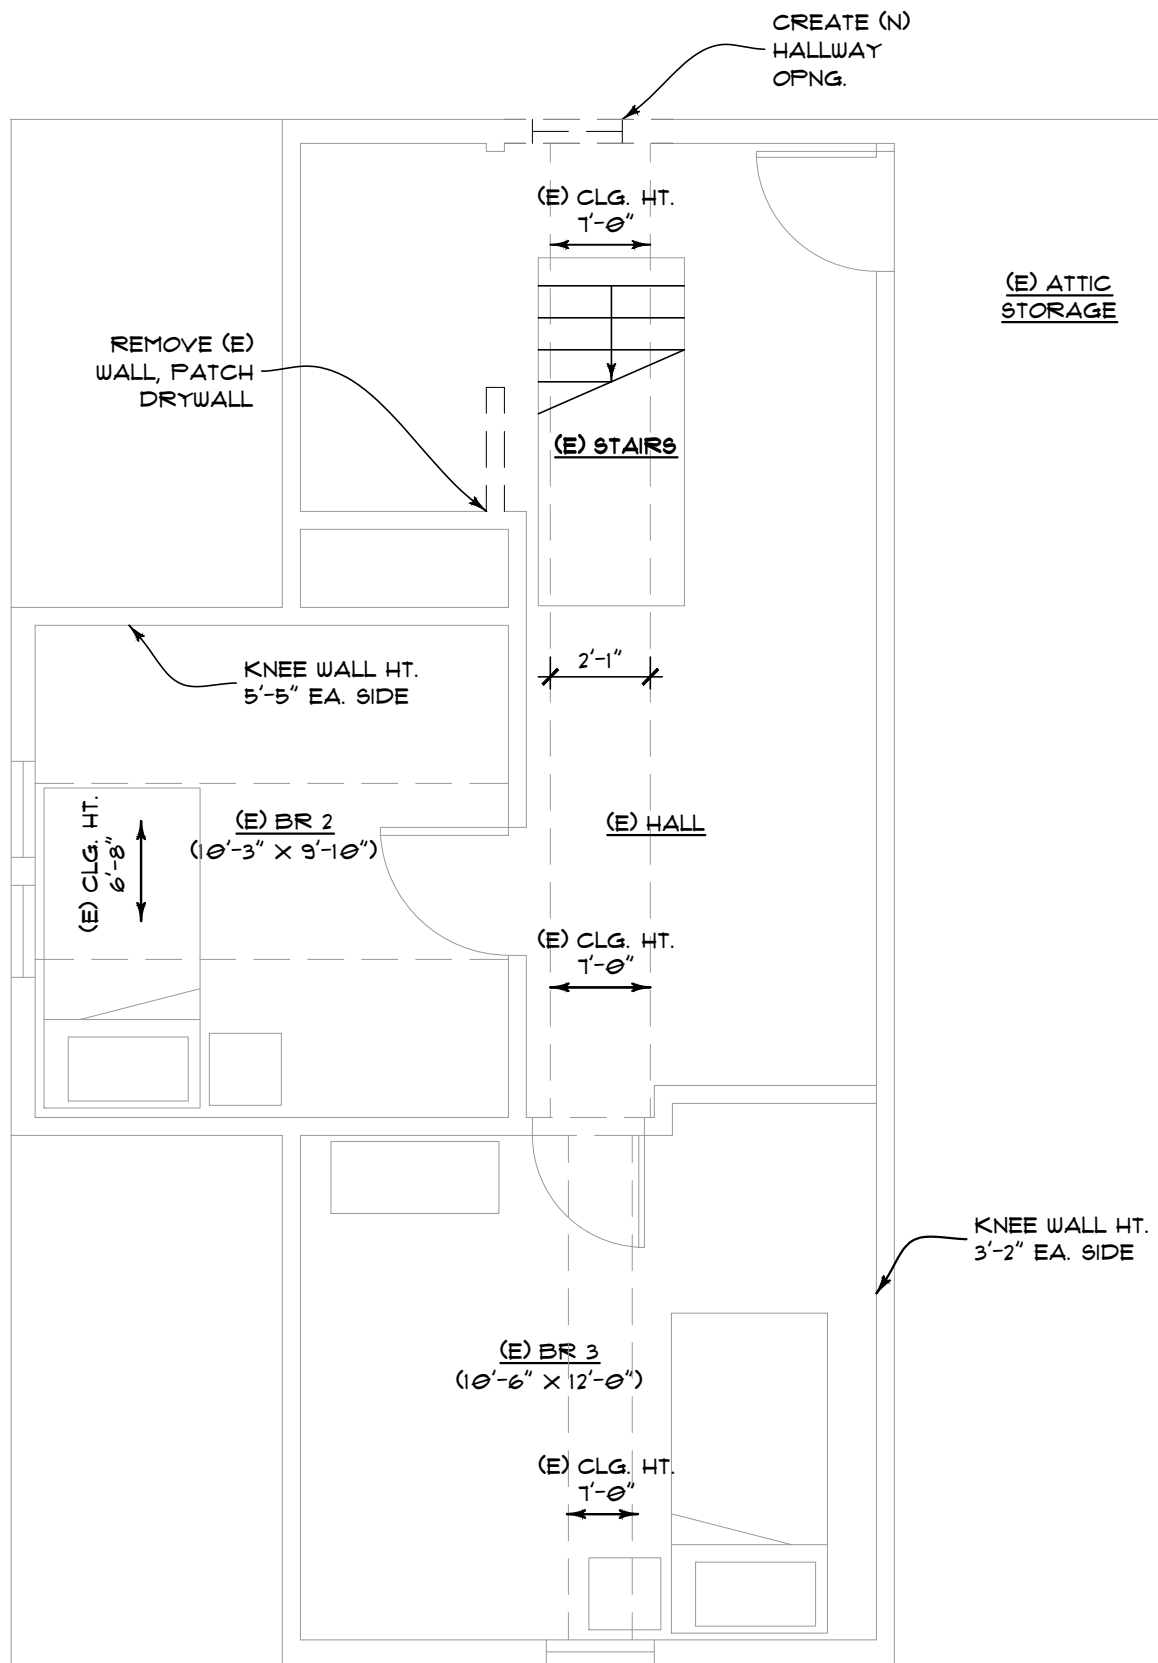 CREATE (N)
HALLWAY
OPNG.
(E) CLG. HT.
7'-0"
(E) ATTIC
STORAGE
REMOVE (E)
WALL, PATCH
DRYWALL
(E) STAIRS
2'-1"
KNEE WALL HT.
5'-5" EA. SIDE
(E) CLG. HT.
6'-8"
(E) BR 2
(10'-3" X 9'-10")
(E) HALL
(E) CLG. HT.
7'-0"
KNEE WALL HT.
3'-2" EA. SIDE
(E) BR 3
(10'-6" X 12'-0")
(E) CLG. HT.
7'-0"